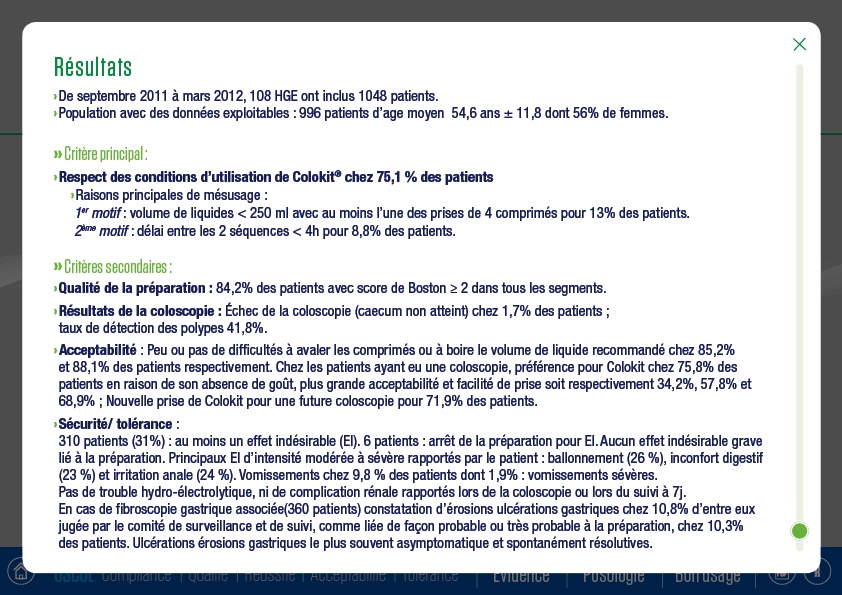 Résultats
› De septembre 2011 à mars 2012, 108 HGE ont inclus 1048 patients.
› Population avec des données exploitables : 996 patients d’age moyen 54,6 ans ± 11,8 dont 56% de femmes.
» Critère principal :
› Respect des conditions d’utilisation de Colokit® chez 75,1 % des patients
› Raisons principales de mésusage :
1er motif : volume de liquides < 250 ml avec au moins l’une des prises de 4 comprimés pour 13% des patients.
2ème motif : délai entre les 2 séquences < 4h pour 8,8% des patients.
» Critères secondaires :
› Qualité de la préparation : 84,2% des patients avec score de Boston ≥ 2 dans tous les segments.
› Résultats de la coloscopie : Échec de la coloscopie (caecum non atteint) chez 1,7% des patients ;
taux de détection des polypes 41,8%.
› Acceptabilité : Peu ou pas de difficultés à avaler les comprimés ou à boire le volume de liquide recommandé chez 85,2%
et 88,1% des patients respectivement. Chez les patients ayant eu une coloscopie, préférence pour Colokit chez 75,8% des
patients en raison de son absence de goût, plus grande acceptabilité et facilité de prise soit respectivement 34,2%, 57,8% et
68,9% ; Nouvelle prise de Colokit pour une future coloscopie pour 71,9% des patients.
› Sécurité/ tolérance :
310 patients (31%) : au moins un effet indésirable (EI). 6 patients : arrêt de la préparation pour EI. Aucun effet indésirable grave
lié à la préparation. Principaux EI d’intensité modérée à sévère rapportés par le patient : ballonnement (26 %), inconfort digestif
(23 %) et irritation anale (24 %). Vomissements chez 9,8 % des patients dont 1,9% : vomissements sévères.
Pas de trouble hydro-électrolytique, ni de complication rénale rapportés lors de la coloscopie ou lors du suivi à 7j.
En cas de fibroscopie gastrique associée(360 patients) constatation d’érosions ulcérations gastriques chez 10,8% d’entre eux
jugée par le comité de surveillance et de suivi, comme liée de façon probable ou très probable à la préparation, chez 10,3%
des patients. Ulcérations érosions gastriques le plus souvent asymptomatique et spontanément résolutives.
OSCOL Compliance | Qualité | Réussite | Acceptabilité | Tolérance | Evidence | Posologie | Bon usage